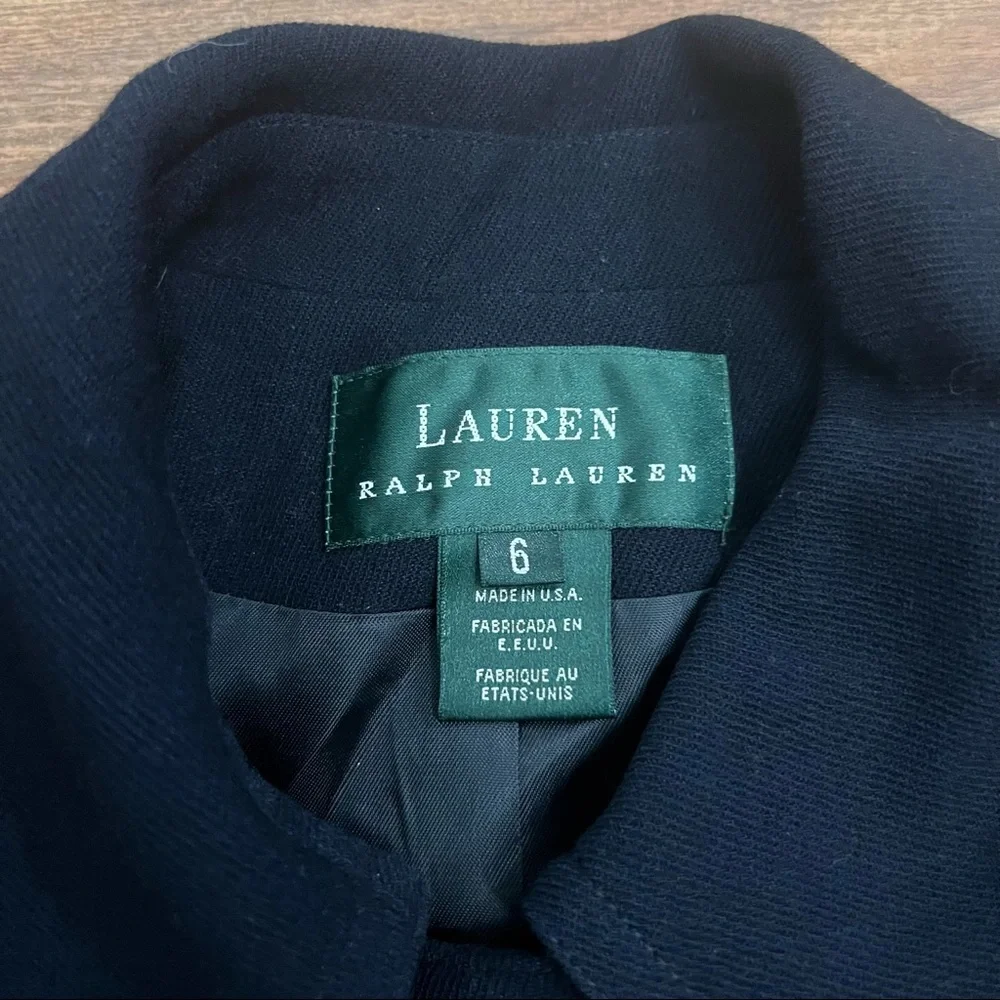 LAUREN
RALPH LAUREN
6
MADE IN U.S.A.
FABRICADA EN
E.E.U.U.
FABRIQUE AU
ETATS-UNIS